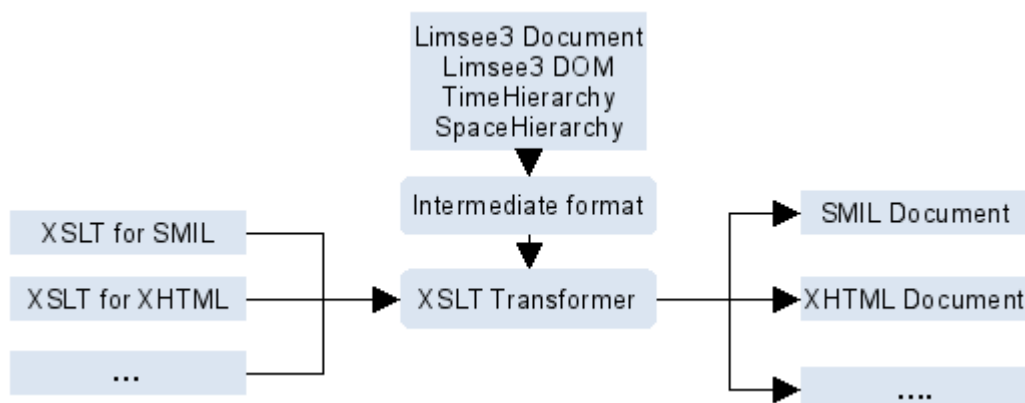 Limsee3 Document
Limsee3 DOM
TimeHierarchy
SpaceHierarchy
Intermediate format
XSLT for SMIL
SMIL Document
XSLT for XHTML
XSLT Transformer
XHTML Document
...
....